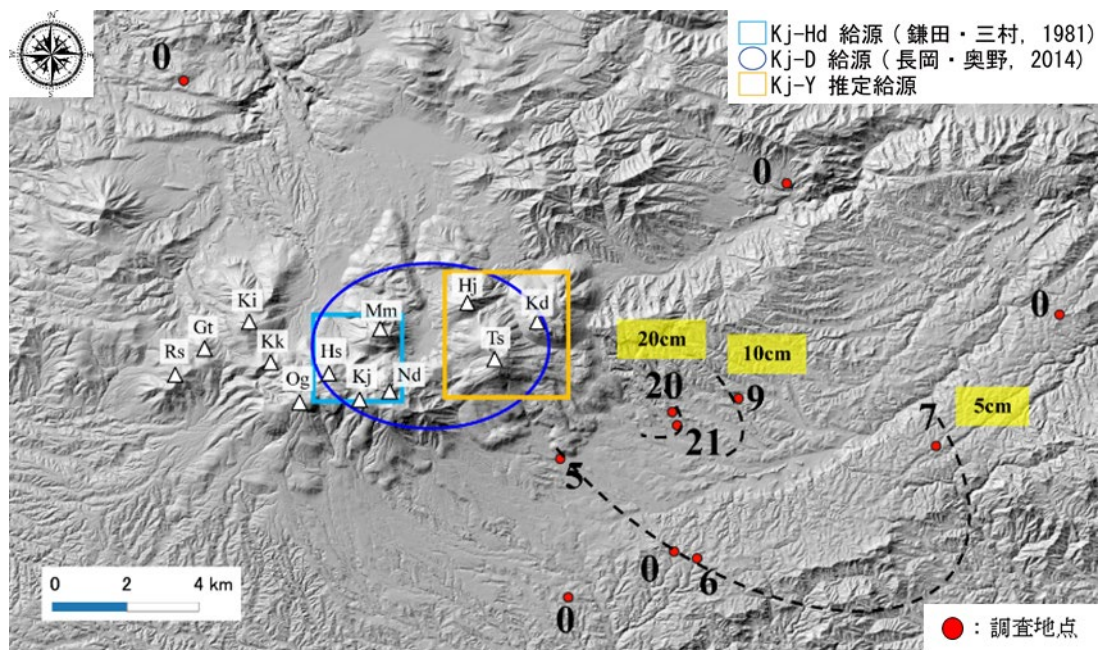 N
W
E
S
Kj-Hd 給源 ( 鎌田・三村, 1981)
Kj-D 給源 ( 長岡・奥野, 2014)
Kj-Y 推定給源
0
0
0
Hj
Ki
Mm
Kd
Gt
20cm
Kk
Hs
Ts
10cm
Rs
Og
Kj
Nd
20
9
5cm
7
21
5
0
6
0
0 2 4 km
: 調査地点